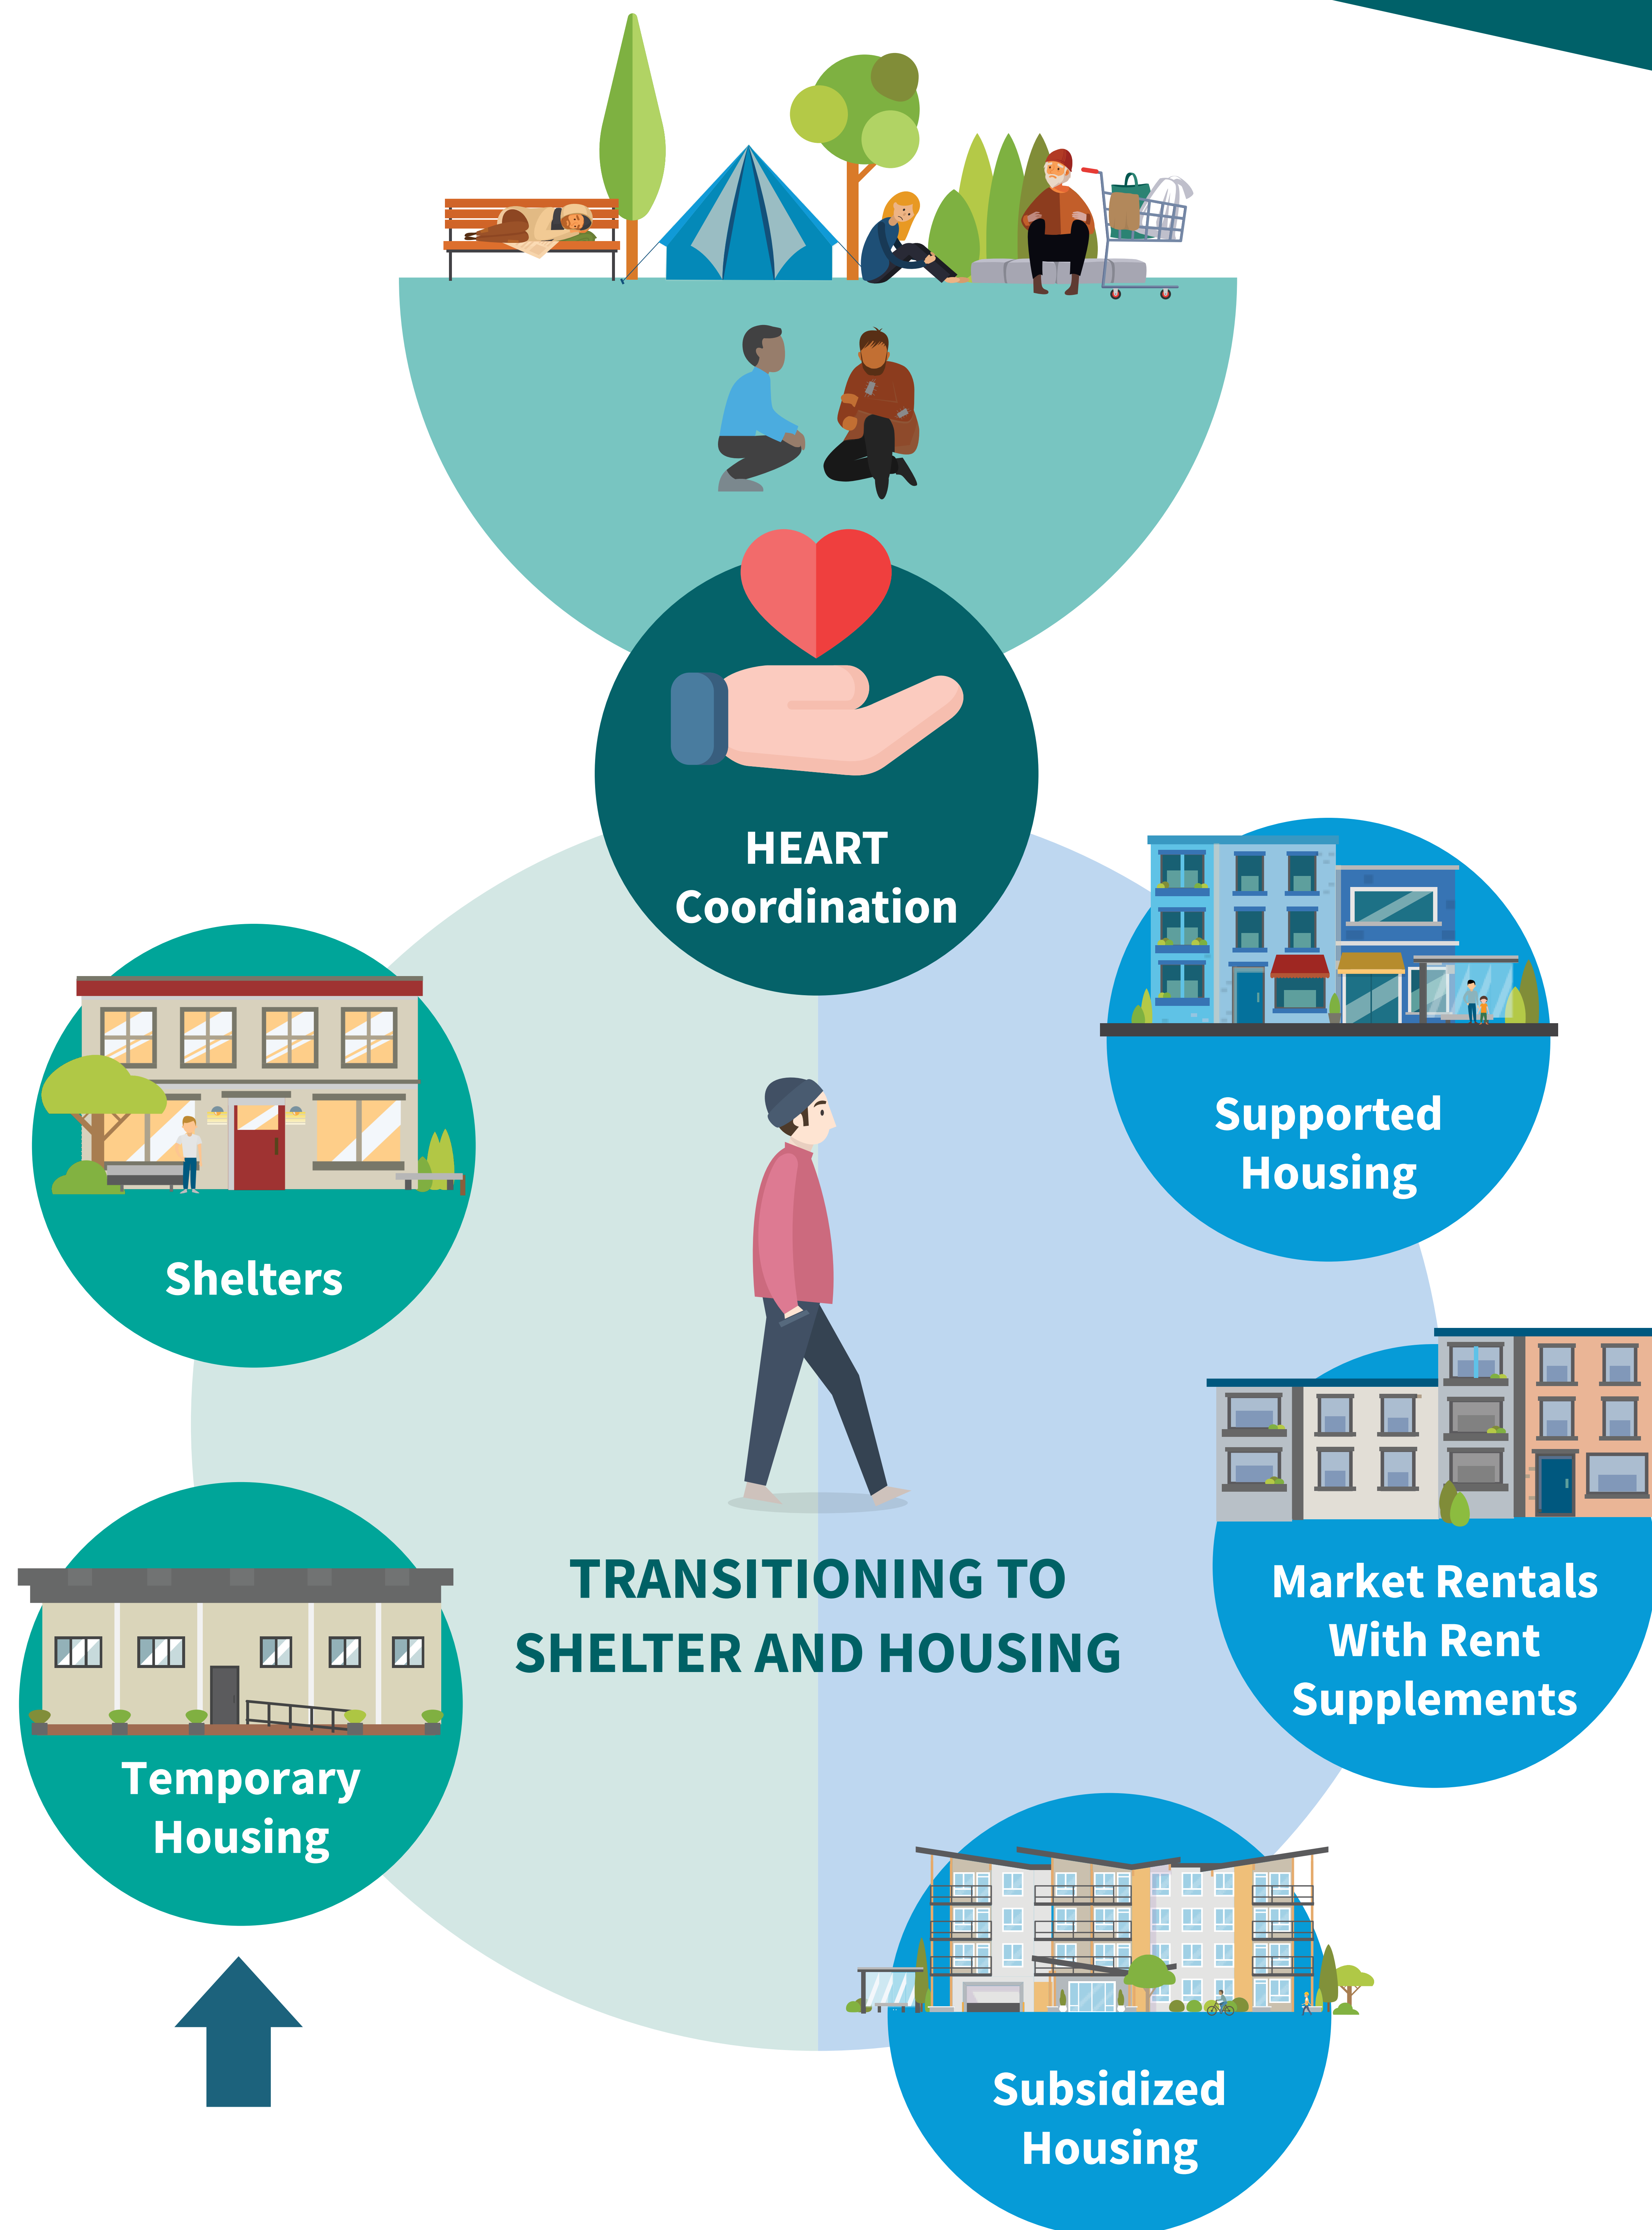 HEART
Coordination
Shelters
Supported
Housing
TRANSITIONING TO
SHELTER AND HOUSING
Market Rentals
With Rent
Supplements
Temporary
Housing
Subsidized
Housing